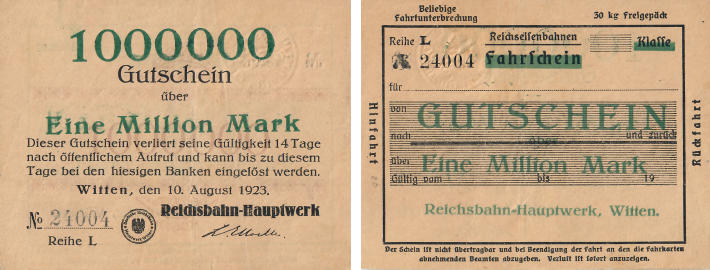 1000000
Gutschein
über
Eine Million Mark
Dieser Gutschein verliert seine Gültigkeit 14 Tage
nach öffentlichem Aufruf und kann bis zu diesem
Tage bei den hiesigen Banken eingelöst werden.
Witten, den 10. August 1923.
№ 24004
Reichsbahn-Hauptwerk
Reihe L
Beliebige
Fahrtunterbrechung
30 kg Freigepäck
Reihe L
Reichseisenbahnen
Klasse
№ 24004
Fahrschein
für
von
GUTSCHEIN
nach
über
und zurück
über
Eine Million Mark
Gültig vom
bis
19
Reichsbahn-Hauptwerk, Witten.
Hinfahrt
Rückfahrt
Der Schein ist nicht übertragbar und bei Beendigung der Fahrt an den die Fahrkarten
abnehmenden Beamten abzugeben. Verlust ist sofort anzuzeigen.